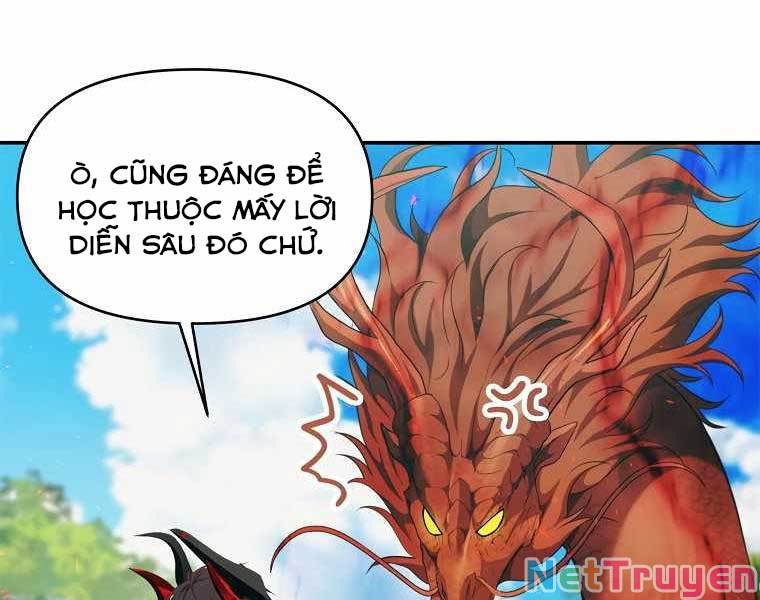 Ò, CŨNG ĐÁNG ĐỂ
HỌC THUỘC MẤY LỜI
DIỄN SÂU ĐÓ CHỨ.
NetTruyen